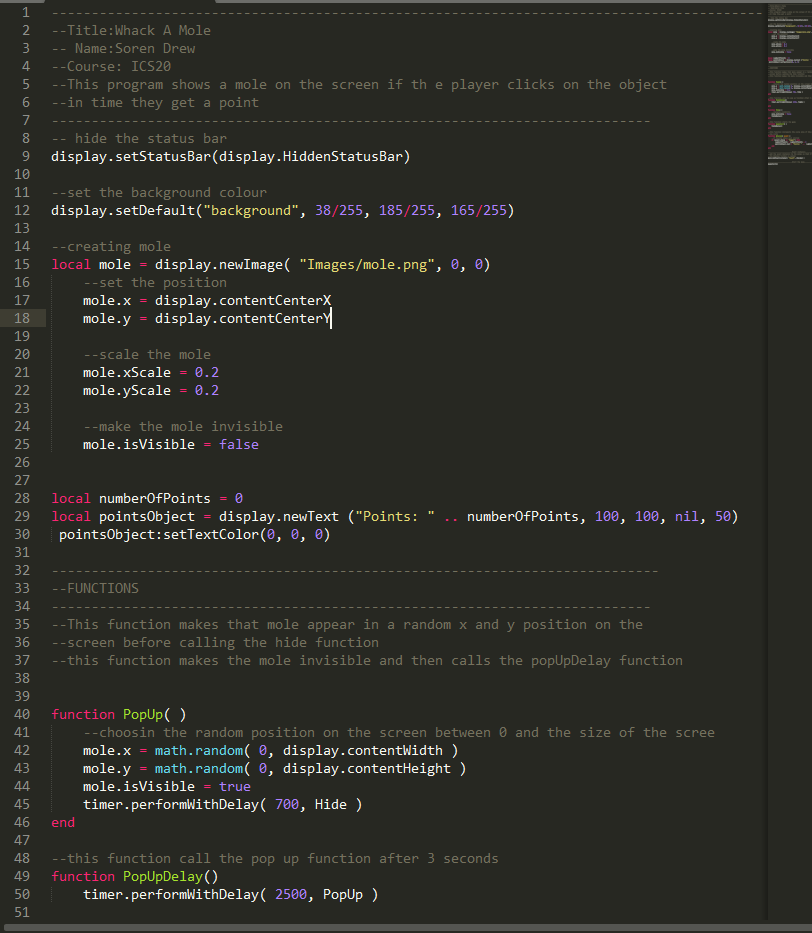 1 -----------------------------------------------------------------------------------------
2 --Title:Whack A Mole
3 -- Name:Soren Drew
4 --Course: ICS20
5 --This program shows a mole on the screen if th e player clicks on the object
6 --in time they get a point
7 ---------------------------------------------------------------------------
8 -- hide the status bar
9 display.setStatusBar(display.HiddenStatusBar)
10
11 --set the background colour
12 display.setDefault("background", 38/255, 185/255, 165/255)
13
14 --creating mole
15 local mole = display.newImage( "Images/mole.png", 0, 0)
16 --set the position
17 mole.x = display.contentCenterX
18 mole.y = display.contentCenterY
19
20 --scale the mole
21 mole.xScale = 0.2
22 mole.yScale = 0.2
23
24 --make the mole invisible
25 mole.isVisible = false
26
27
28 local numberOfPoints = 0
29 local pointsObject = display.newText ("Points: " .. numberOfPoints, 100, 100, nil, 50)
30 pointsObject:setTextColor(0, 0, 0)
31
32 ----------------------------------------------------------------------------
33 --FUNCTIONS
34 ---------------------------------------------------------------------------
35 --This function makes that mole appear in a random x and y position on the
36 --screen before calling the hide function
37 --this function makes the mole invisible and then calls the popUpDelay function
38
39
40 function PopUp( )
41 --choosin the random position on the screen between 0 and the size of the scree
42 mole.x = math.random( 0, display.contentWidth )
43 mole.y = math.random( 0, display.contentHeight )
44 mole.isVisible = true
45 timer.performWithDelay( 700, Hide )
46 end
47
48 --this function call the pop up function after 3 seconds
49 function PopUpDelay()
50 timer.performWithDelay( 2500, PopUp )
51